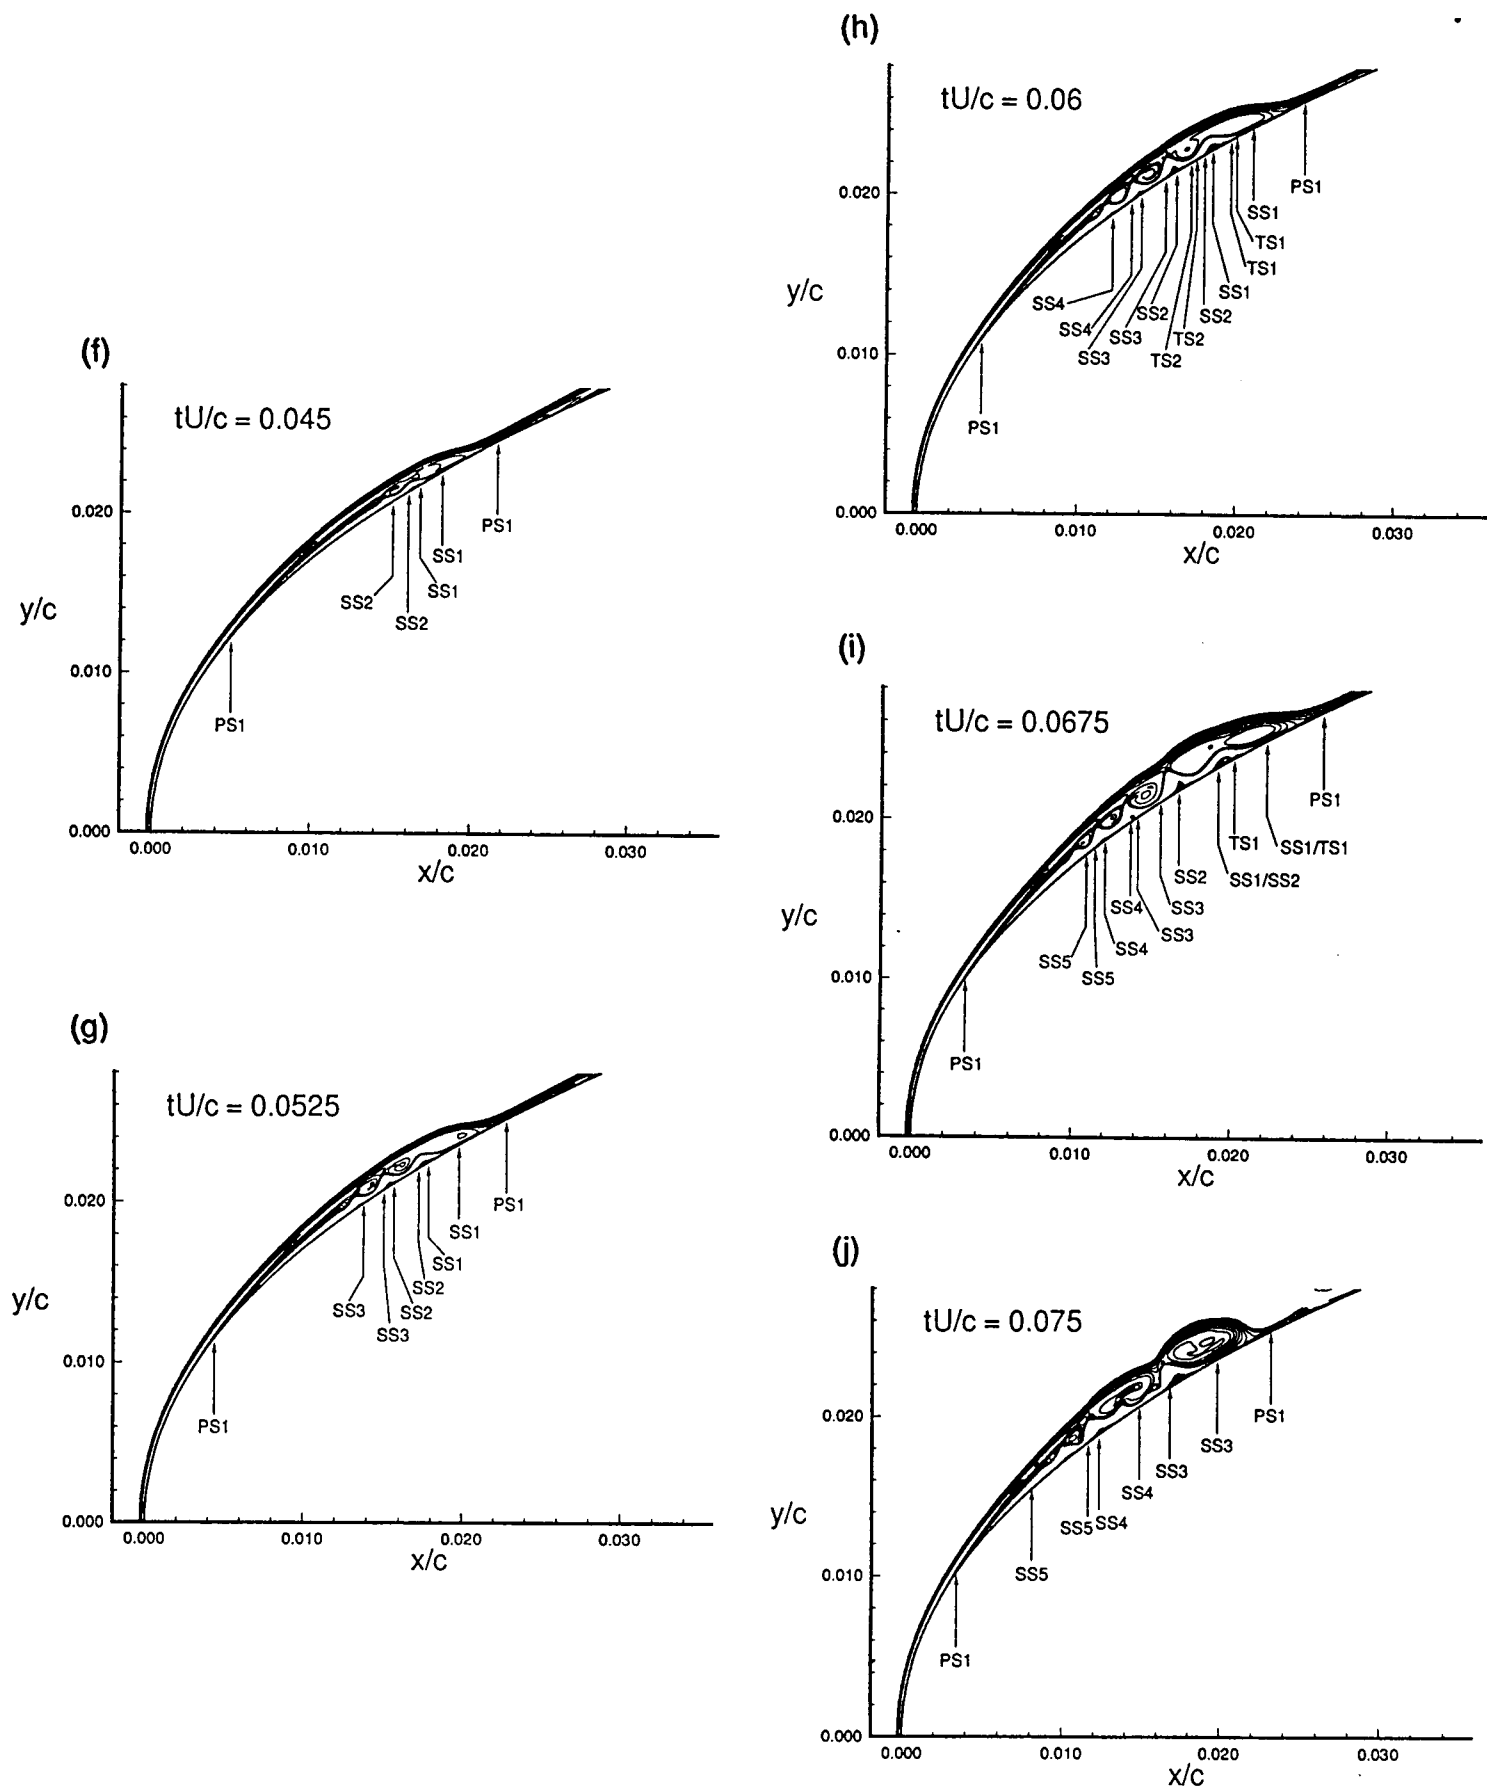 (f)
tU/c = 0.045
y/c
0.020
0.010
0.000
PS1
SS2
SS2
SS1
SS1
PS1
0.000 0.010 0.020 0.030
x/c
(g)
tU/c = 0.0525
y/c
0.020
0.010
0.000
PS1
SS3
SS3
SS2
SS2
SS1
SS1
PS1
0.000 0.010 0.020 0.030
x/c
(h)
tU/c = 0.06
y/c
0.020
0.010
0.000
PS1
SS4
SS4
SS3
SS3
SS2
TS2
TS2
SS2
SS1
TS1
TS1
SS1
PS1
0.000 0.010 0.020 0.030
x/c
(i)
tU/c = 0.0675
y/c
0.020
0.010
0.000
PS1
SS5
SS5
SS4
SS4
SS3
SS3
SS2
SS1/SS2
TS1
SS1/TS1
PS1
0.000 0.010 0.020 0.030
x/c
(j)
tU/c = 0.075
y/c
0.020
0.010
0.000
PS1
SS5
SS5
SS4
SS4
SS3
SS3
PS1
0.000 0.010 0.020 0.030
x/c